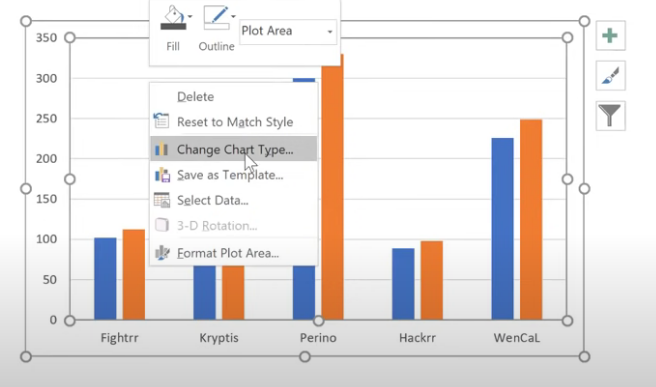 Fill Outline
Plot Area
Delete
Reset to Match Style
Change Chart Type...
Save as Template...
Select Data...
3-D Rotation...
Format Plot Area...
350
300
250
200
150
100
50
0
Fightrr Kryptis Perino Hackrr WenCaL